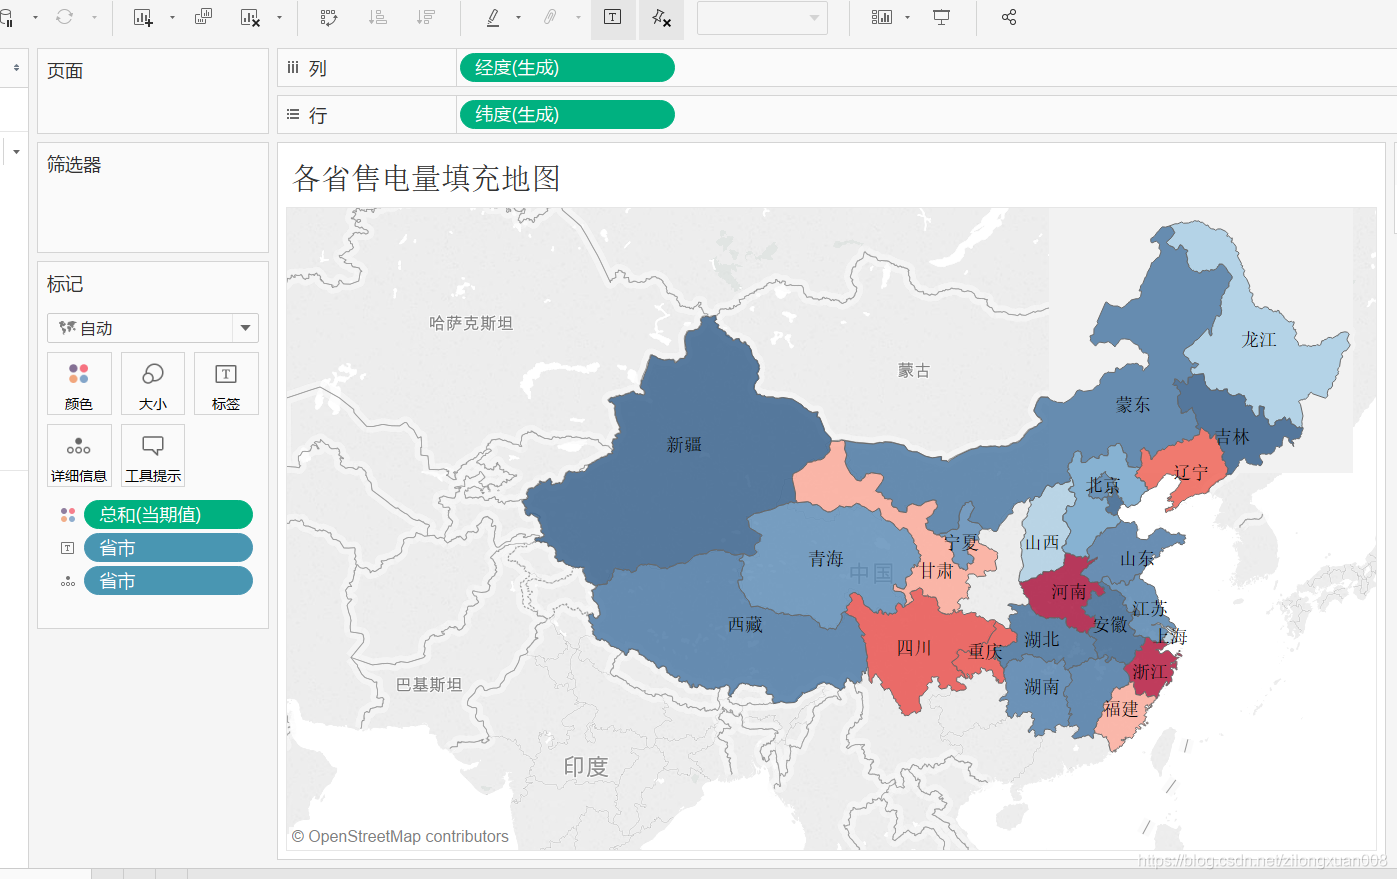 页面
列
经度(生成)
行
纬度(生成)
筛选器
标记
自动
颜色
大小
标签
详细信息
工具提示
总和(当期值)
省市
省市
各省售电量填充地图
哈萨克斯坦
蒙古
龙江
蒙东
新疆
吉林
辽宁
北京
山西
宁夏
山东
青海
中国
甘肃
河南
江苏
西藏
安徽
上海
湖北
四川
重庆
浙江
湖南
巴基斯坦
福建
印度
© OpenStreetMap contributors
https://blog.csdn.net/zilongxuan008